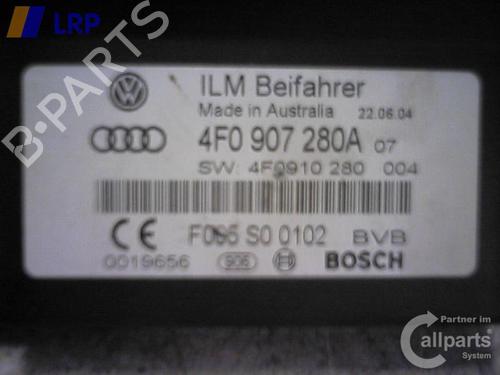 LRP
B-PARTS
ILM Beifahrer
Made in Australia 22.06.04
4F0 907 280A 07
SW: 4F0910 280 004
CE F005 S0 0102 BVB
0019656 906 BOSCH
Partner im
callparts
System